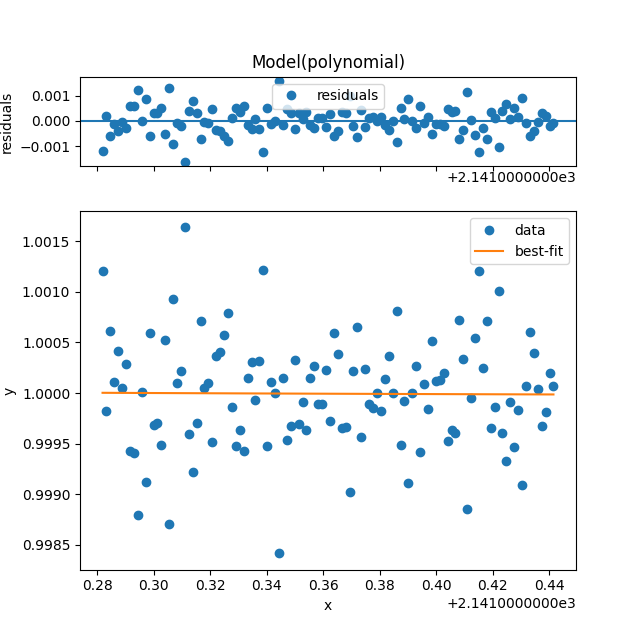 Model(polynomial)
residuals
0.001
0.000
−0.001
residuals
+2.1410000000e3
y
1.0015
1.0010
1.0005
1.0000
0.9995
0.9990
0.9985
data
best-fit
0.28 0.30 0.32 0.34 0.36 0.38 0.40 0.42 0.44
x
+2.1410000000e3